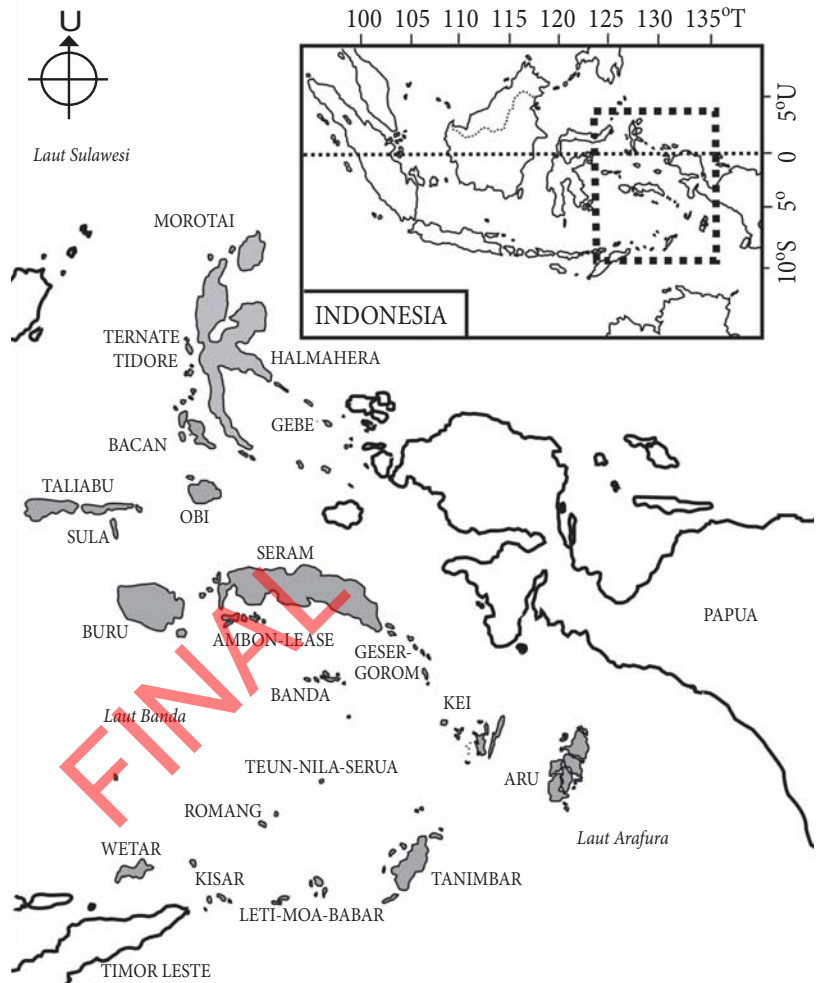 U
100 105 110 115 120 125 130 135°T
5°U
0
5°
10°S
INDONESIA
Laut Sulawesi
MOROTAI
TERNATE
TIDORE
HALMAHERA
GEBE
BACAN
TALIABU
OBI
SULA
SERAM
BURU
AMBON-LEASE
PAPUA
GESER-
GOROM
BANDA
KEI
Laut Banda
FINAL
TEUN-NILA-SERUA
ARU
ROMANG
Laut Arafura
WETAR
KISAR
TANIMBAR
LETI-MOA-BABAR
TIMOR LESTE